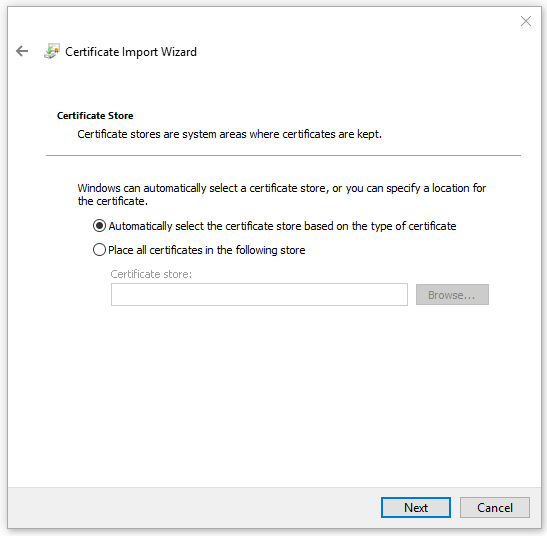 Certificate Import Wizard
Certificate Store
Certificate stores are system areas where certificates are kept.
Windows can automatically select a certificate store, or you can specify a location for
the certificate.
Automatically select the certificate store based on the type of certificate
Place all certificates in the following store
Certificate store:
Browse...
Next
Cancel